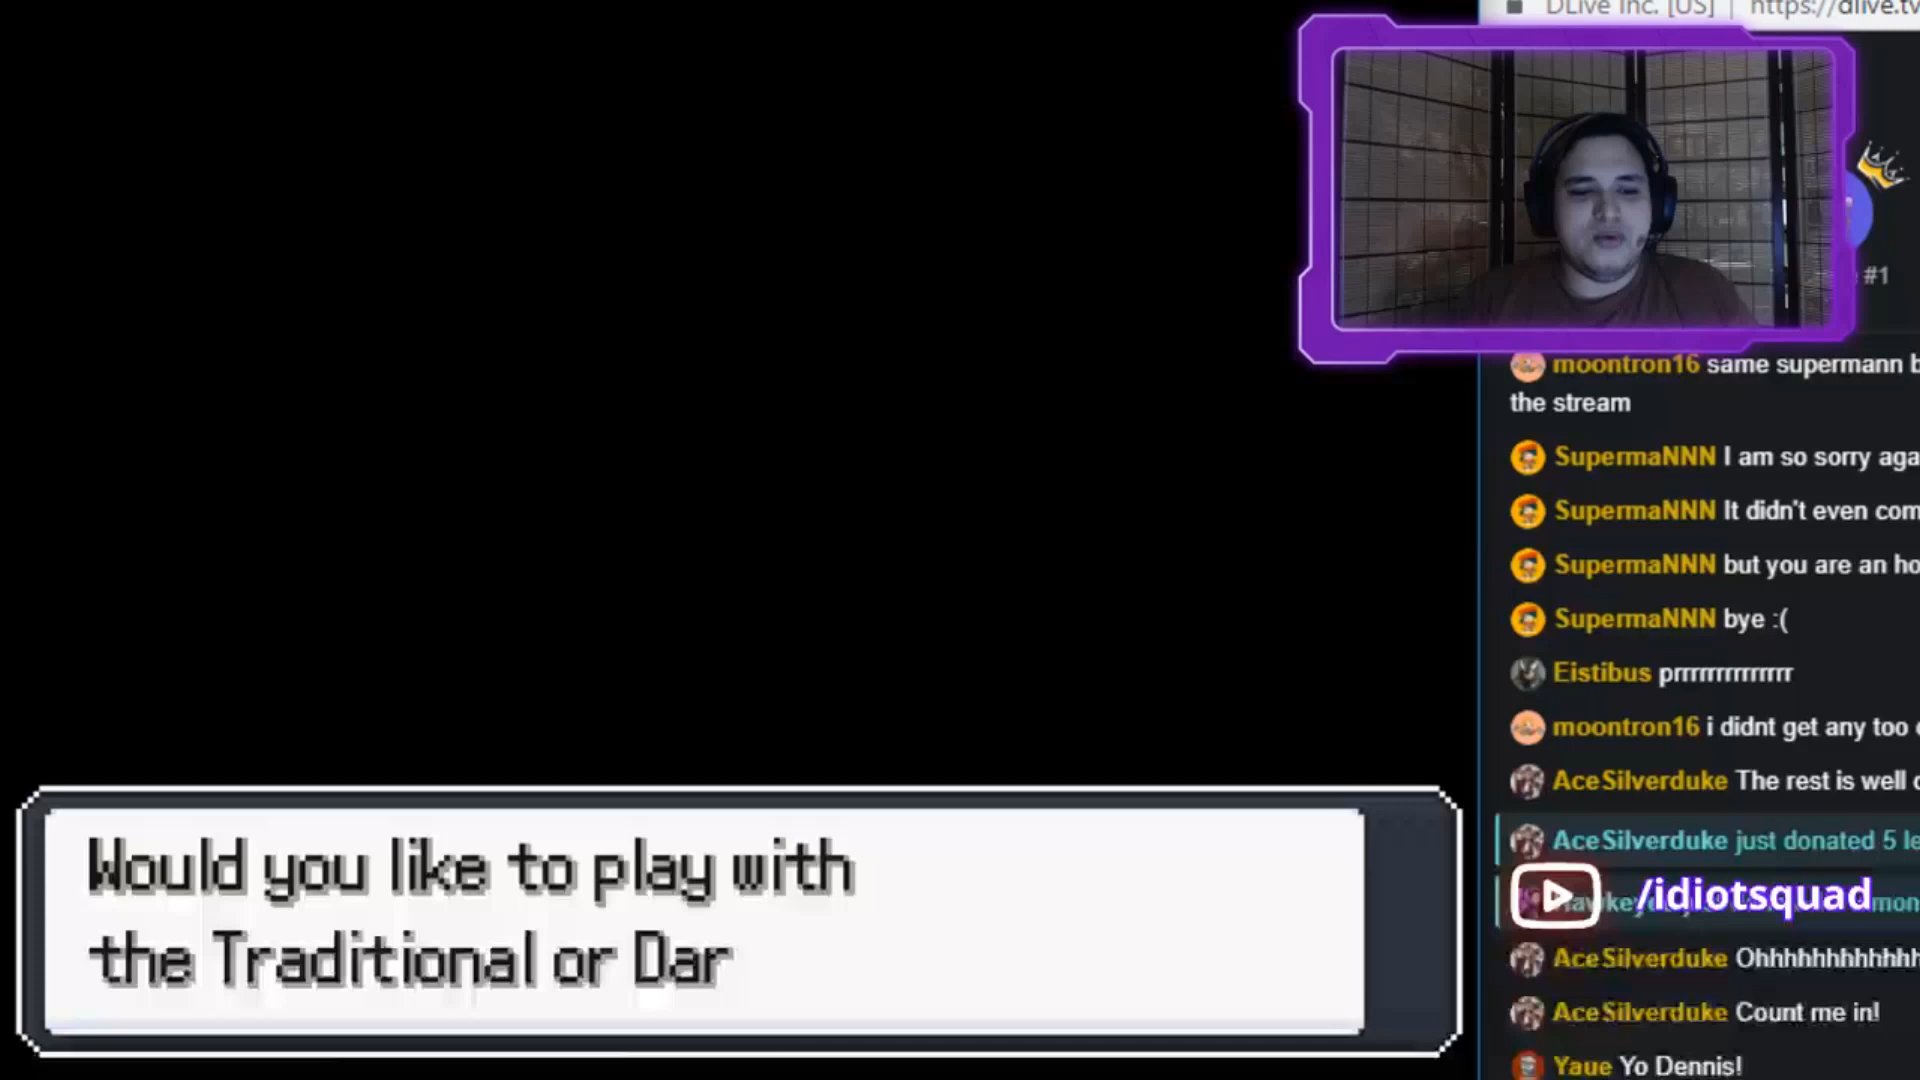 DLive Inc. [US] | https://dlive.tv
#1
moontron16 same supermann b
the stream
SupermaNNN I am so sorry aga
SupermaNNN It didn't even com
SupermaNNN but you are an ho
SupermaNNN bye :(
Eistibus prrrrrrrrrrrrrr
moontron16 i didnt get any too
AceSilverduke The rest is well
AceSilverduke just donated 5 le
/idiotsquad
AceSilverduke Ohhhhhhhhhhhhh
AceSilverduke Count me in!
Yaue Yo Dennis!
Would you like to play with
the Traditional or Dar